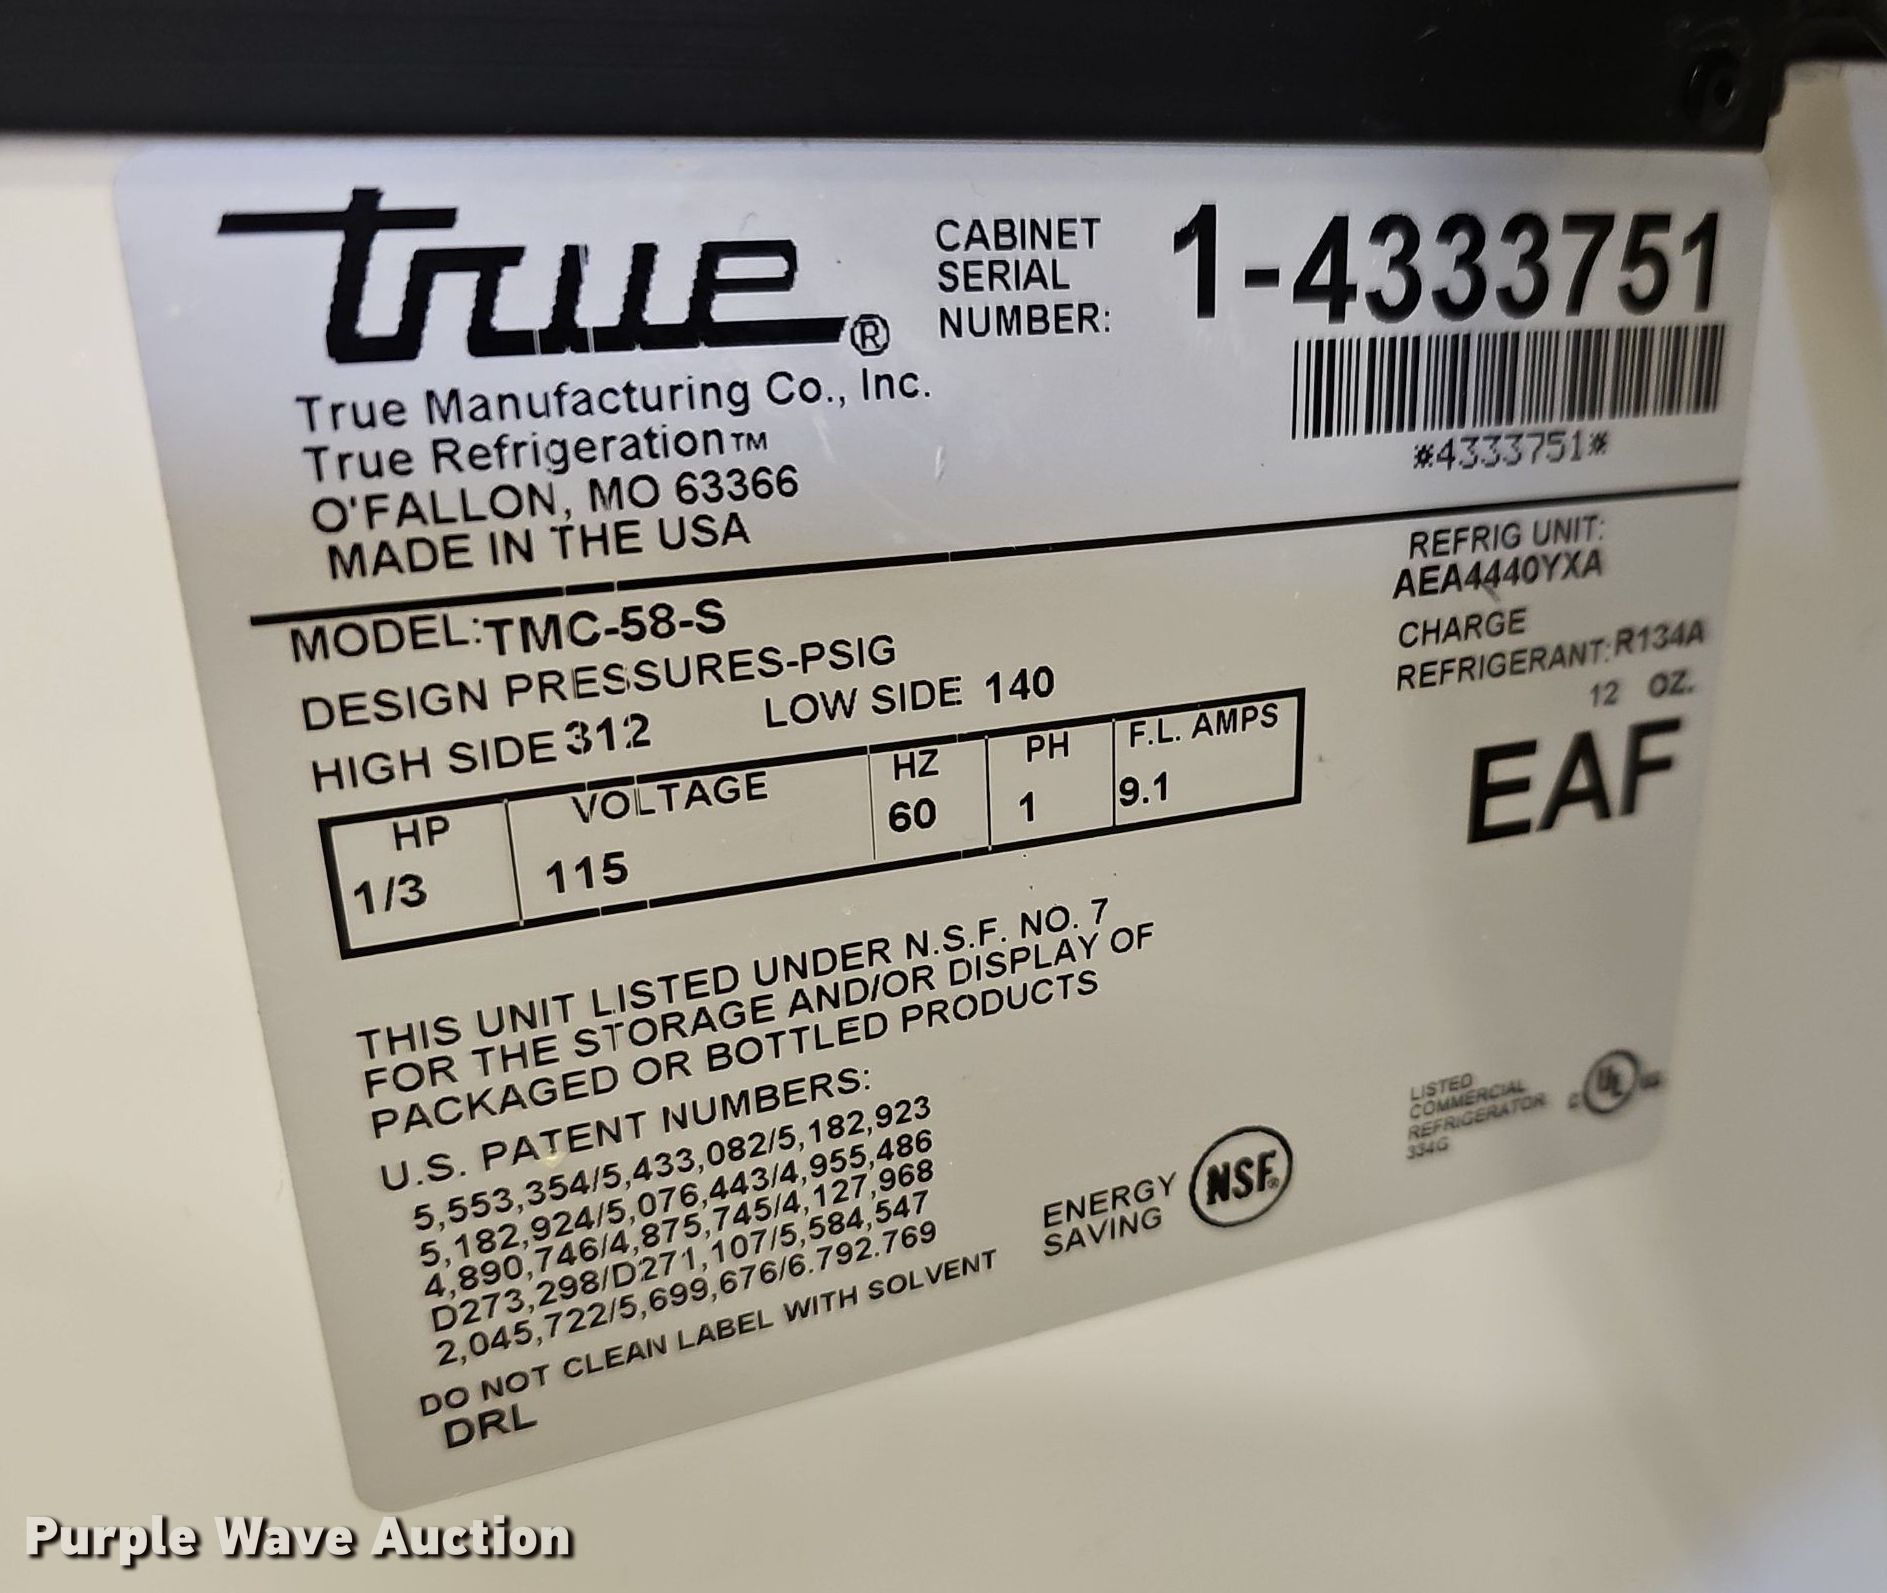 true®
CABINET
SERIAL
NUMBER:
1-4333751
*4333751*
True Manufacturing Co., Inc.
True Refrigeration™
O'FALLON, MO 63366
MADE IN THE USA
MODEL:TMC-58-S
DESIGN PRESSURES-PSIG
HIGH SIDE 312 LOW SIDE 140
REFRIG UNIT:
AEA4440YXA
CHARGE
REFRIGERANT:R134A
12 OZ.
EAF
HP VOLTAGE HZ PH F.L. AMPS
1/3 115 60 1 9.1
THIS UNIT LISTED UNDER N.S.F. NO. 7
FOR THE STORAGE AND/OR DISPLAY OF
PACKAGED OR BOTTLED PRODUCTS
U.S. PATENT NUMBERS:
5,553,354/5,433,082/5,182,923
5,182,924/5,076,443/4,955,486
4,890,746/4,875,745/4,127,968
D273,298/D271,107/5,584,547
2,045,722/5,699,676/6.792.769
DO NOT CLEAN LABEL WITH SOLVENT
DRL
ENERGY
SAVING
NSF®
LISTED
COMMERCIAL
REFRIGERATOR
334G
C UL US
Purple Wave Auction